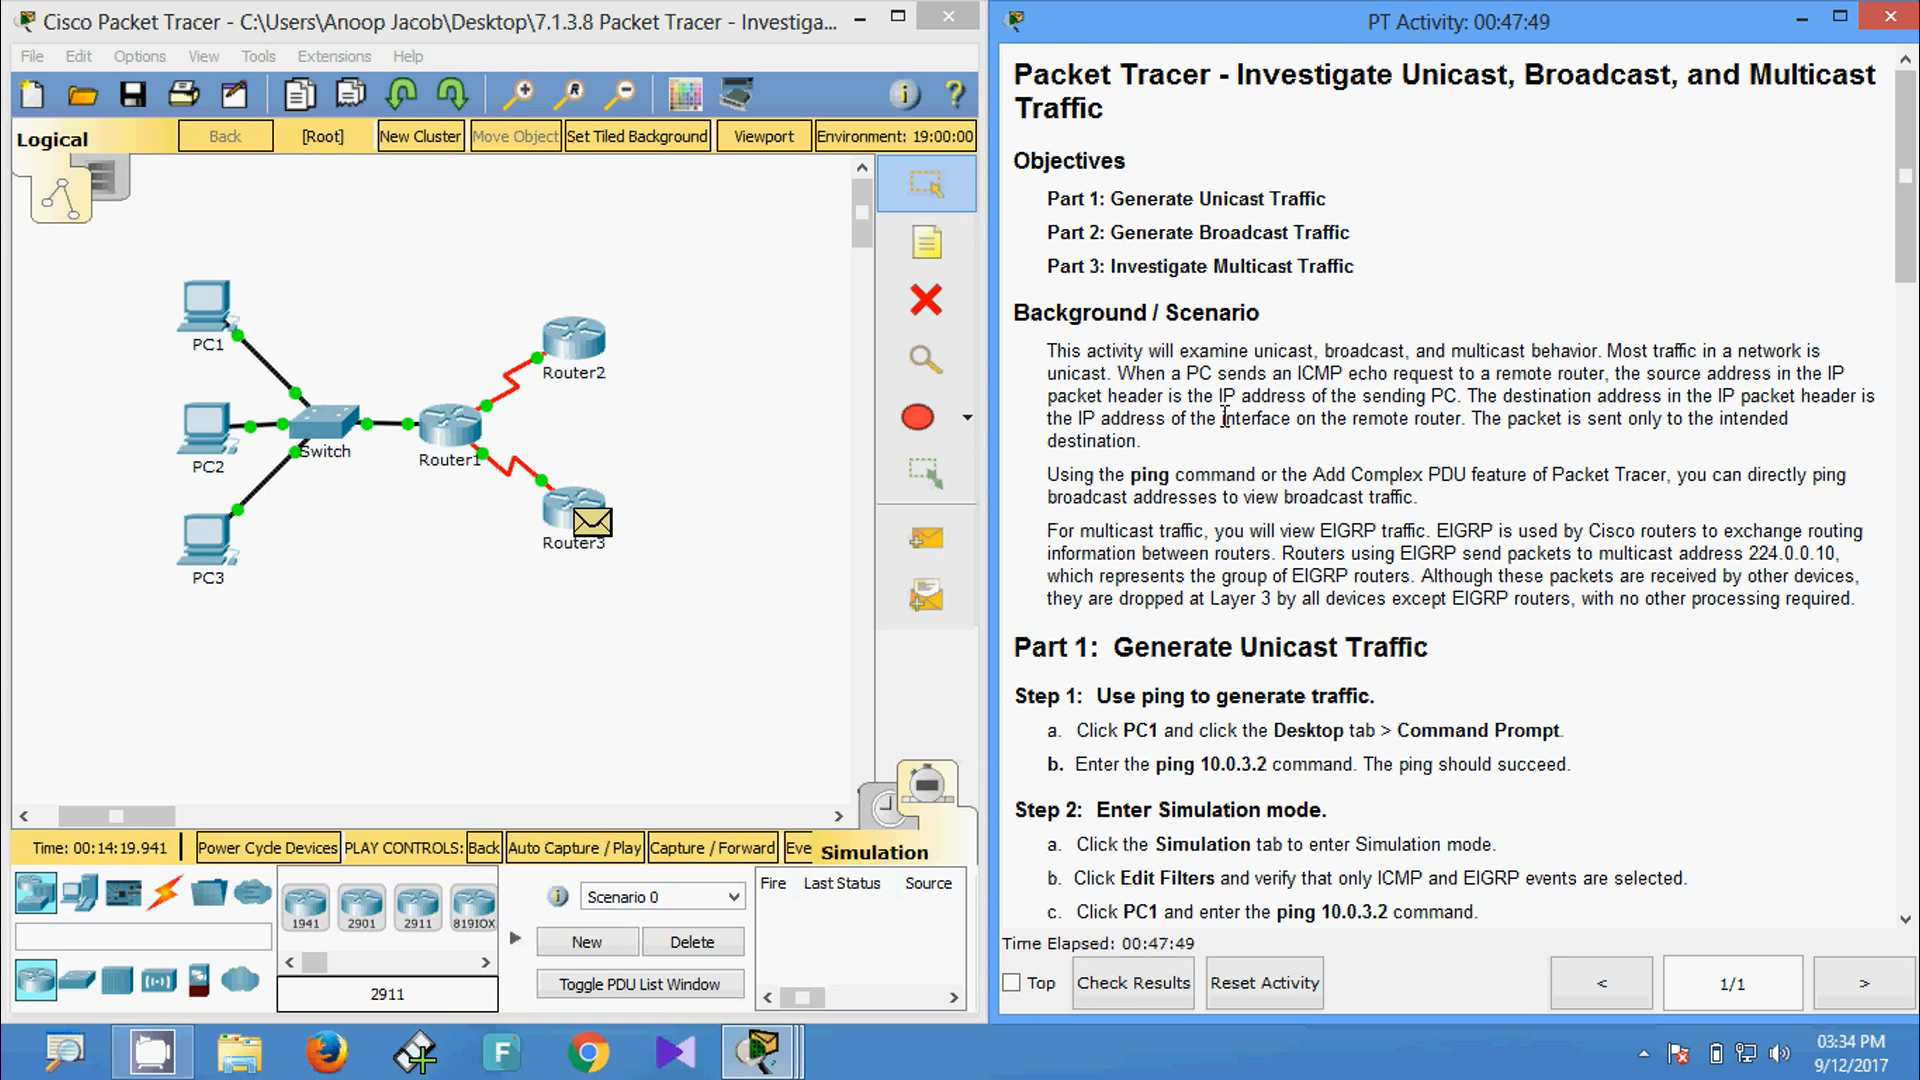 Cisco Packet Tracer - C:\Users\Anoop Jacob\Desktop\7.1.3.8 Packet Tracer - Investiga...
File Edit Options View Tools Extensions Help
Logical
Back
[Root]
New Cluster
Move Object
Set Tiled Background
Viewport
Environment: 19:00:00
PC1
PC2
PC3
Switch
Router1
Router2
Router3
Time: 00:14:19.941
Power Cycle Devices
PLAY CONTROLS:
Back
Auto Capture / Play
Capture / Forward
Eve
Simulation
1941
2901
2911
819IOX
2911
Scenario 0
New
Delete
Toggle PDU List Window
Fire Last Status Source
PT Activity: 00:47:49
Packet Tracer - Investigate Unicast, Broadcast, and Multicast
Traffic
Objectives
Part 1: Generate Unicast Traffic
Part 2: Generate Broadcast Traffic
Part 3: Investigate Multicast Traffic
Background / Scenario
This activity will examine unicast, broadcast, and multicast behavior. Most traffic in a network is
unicast. When a PC sends an ICMP echo request to a remote router, the source address in the IP
packet header is the IP address of the sending PC. The destination address in the IP packet header is
the IP address of the interface on the remote router. The packet is sent only to the intended
destination.
Using the ping command or the Add Complex PDU feature of Packet Tracer, you can directly ping
broadcast addresses to view broadcast traffic.
For multicast traffic, you will view EIGRP traffic. EIGRP is used by Cisco routers to exchange routing
information between routers. Routers using EIGRP send packets to multicast address 224.0.0.10,
which represents the group of EIGRP routers. Although these packets are received by other devices,
they are dropped at Layer 3 by all devices except EIGRP routers, with no other processing required.
Part 1: Generate Unicast Traffic
Step 1: Use ping to generate traffic.
a. Click PC1 and click the Desktop tab > Command Prompt.
b. Enter the ping 10.0.3.2 command. The ping should succeed.
Step 2: Enter Simulation mode.
a. Click the Simulation tab to enter Simulation mode.
b. Click Edit Filters and verify that only ICMP and EIGRP events are selected.
c. Click PC1 and enter the ping 10.0.3.2 command.
Time Elapsed: 00:47:49
Top
Check Results
Reset Activity
<
1/1
>
03:34 PM
9/12/2017